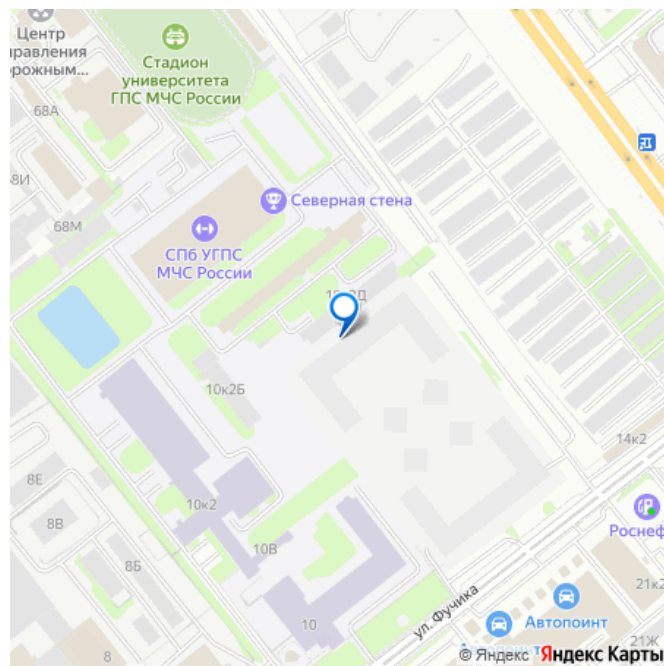 Центр
равления
орожным...
Стадион
университета
ГПС МЧС России
68А
8И
68М
Северная стена
СПб УГПС
МЧС России
10к2Б
14к2
8Е
10к2
Роснеф
8В
10В
8Б
21к2
Автопоинт
ул. Фучика
10
21Ж
8
© Яндекс Яндекс Карты